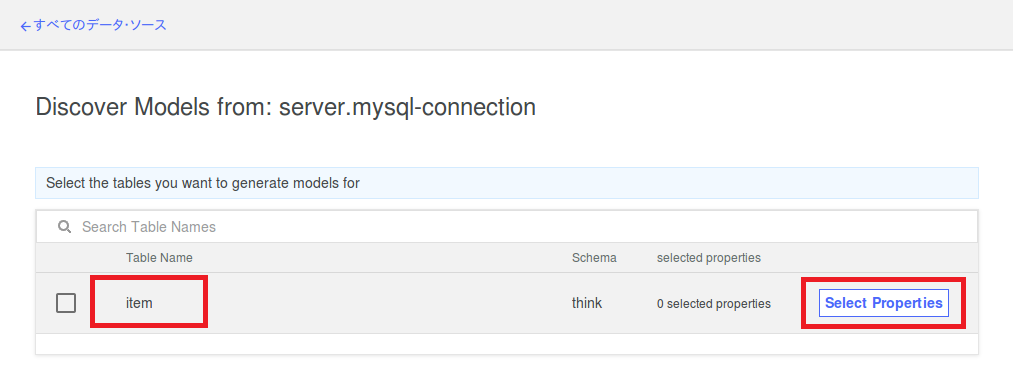 ←すべてのデータ・ソース
Discover Models from: server.mysql-connection
Select the tables you want to generate models for
Search Table Names
Table Name Schema selected properties
item think 0 selected properties Select Properties